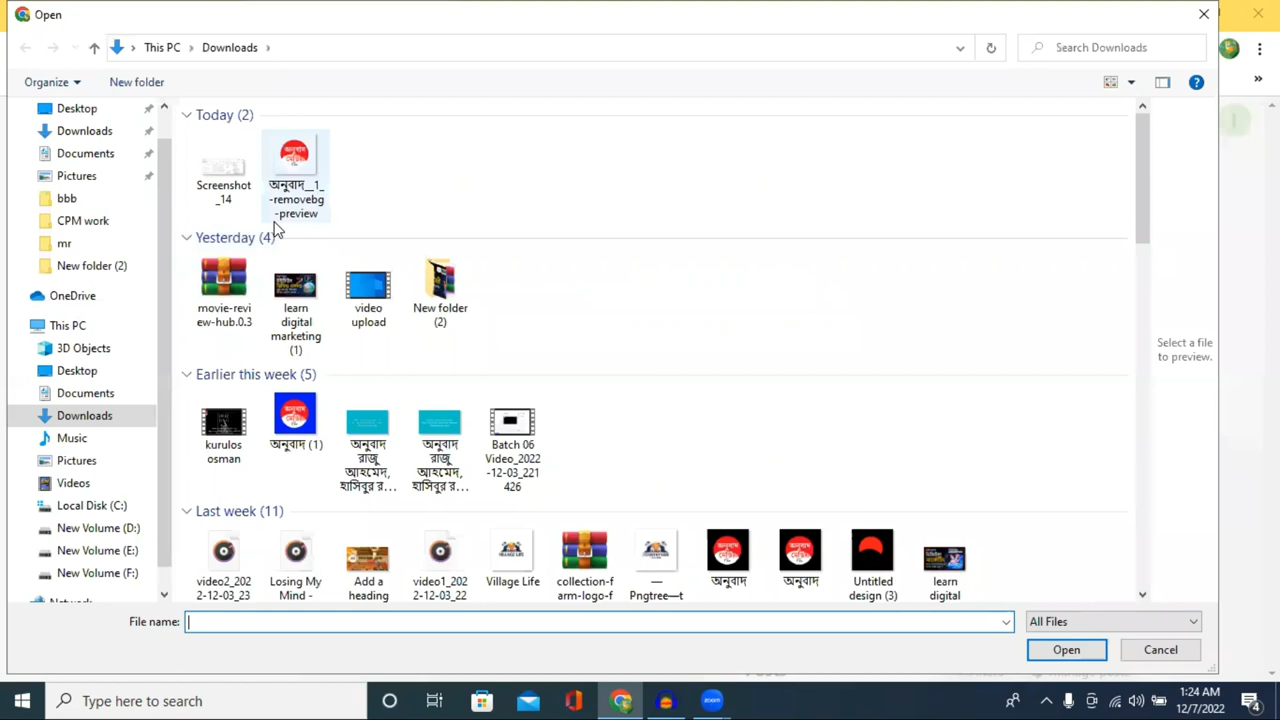 Open
This PC
Downloads
Search Downloads
Organize
New folder
Desktop
Downloads
Documents
Pictures
bbb
CPM work
mr
New folder (2)
OneDrive
This PC
3D Objects
Desktop
Documents
Downloads
Music
Pictures
Videos
Local Disk (C:)
New Volume (D:)
New Volume (E:)
New Volume (F:)
Today (2)
Screenshot
_14
অনুবাদ__1_
-removebg
-preview
Yesterday (4)
movie-revi
ew-hub.0.3
learn
digital
marketing
(1)
video
upload
New folder
(2)
Earlier this week (5)
kurulos
osman
অনুবাদ (1)
অনুবাদ
রাজু
আহমেদ,
হাসিবুর র...
অনুবাদ
রাজু
আহমেদ,
হাসিবুর র...
Batch 06
Video_2022
-12-03_221
426
Last week (11)
video2_202
2-12-03_23
Losing My
Mind -
Add a
heading
video1_202
2-12-03_22
Village Life
collection-f
arm-logo-f
—
Pngtree—t
অনুবাদ
অনুবাদ
Untitled
design (3)
learn
digital
Select a file
to preview.
File name:
All Files
Open
Cancel
Type here to search
zoom
1:24 AM
12/7/2022
4